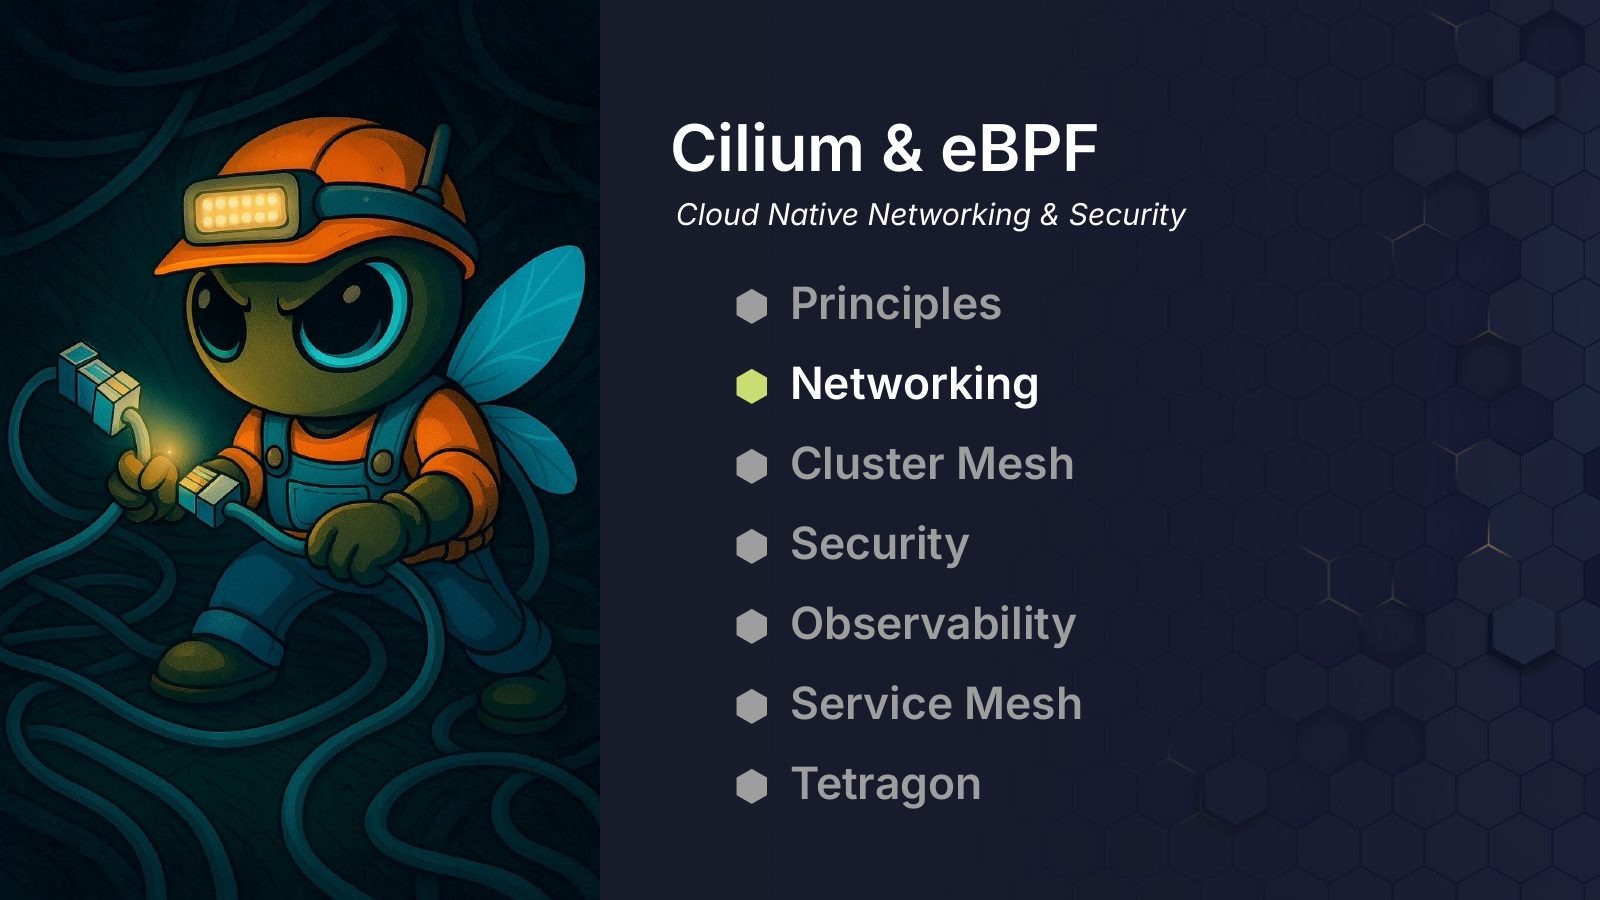 Cilium & eBPF
Cloud Native Networking & Security
Principles
Networking
Cluster Mesh
Security
Observability
Service Mesh
Tetragon